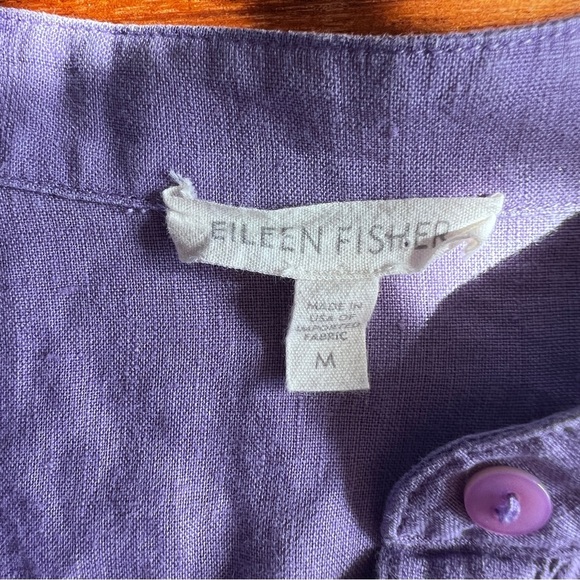 EILEEN FISHER
MADE IN
USA OF
IMPORTED
FABRIC
M